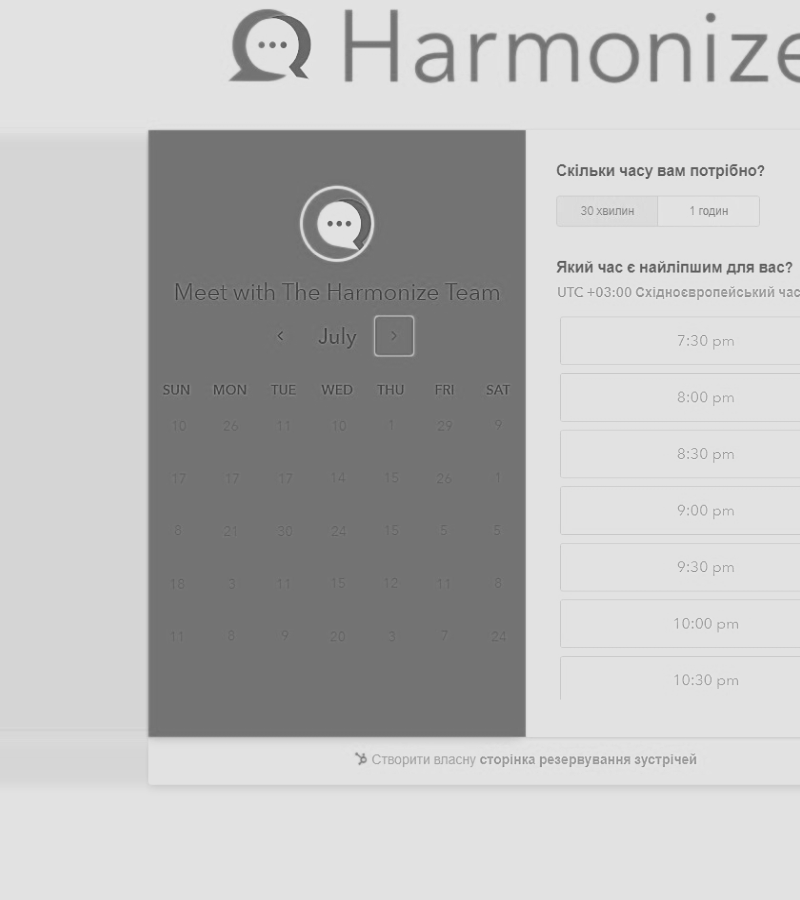 Harmonize
Meet with The Harmonize Team
July
SUN MON TUE WED THU FRI SAT
10 26 11 10 1 29 9
17 17 17 14 15 26 1
6 21 30 24 15 5 5
18 3 11 15 12 11 8
11 8 9 20 3 7 24
Скільки часу вам потрібно?
30 хвилин 1 годин
Який час є найліпшим для вас?
UTC +03:00 Східноєвропейський час
7:30 pm
8:00 pm
8:30 pm
9:00 pm
9:30 pm
10:00 pm
10:30 pm
Створити власну сторінка резервування зустрічей